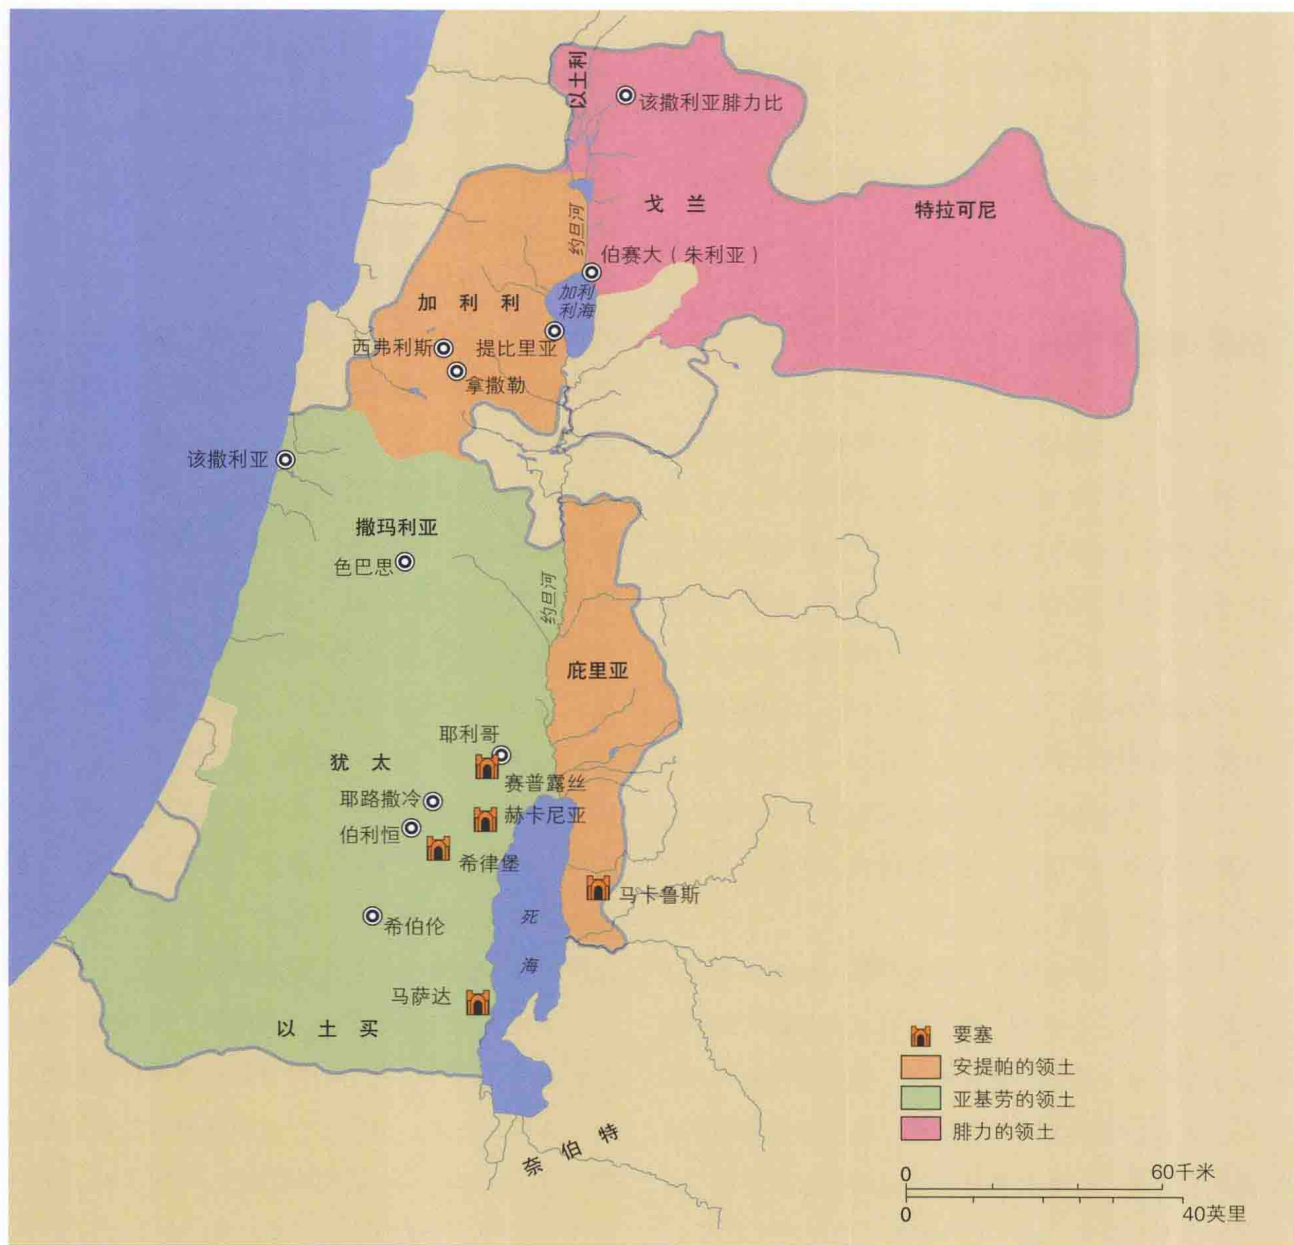 以土利
该撒利亚腓力比
戈 兰
特拉可尼
约旦河
伯赛大（朱利亚）
加利
利海
加 利 利
西弗利斯
提比里亚
拿撒勒
该撒利亚
撒玛利亚
色巴思
约旦河
庇里亚
耶利哥
犹 太
赛普露丝
耶路撒冷
赫卡尼亚
伯利恒
希律堡
马卡鲁斯
希伯伦
死
海
马萨达
以 土 买
奈 伯 特
要塞
安提帕的领土
亚基劳的领土
腓力的领土
0 60千米
0 40英里